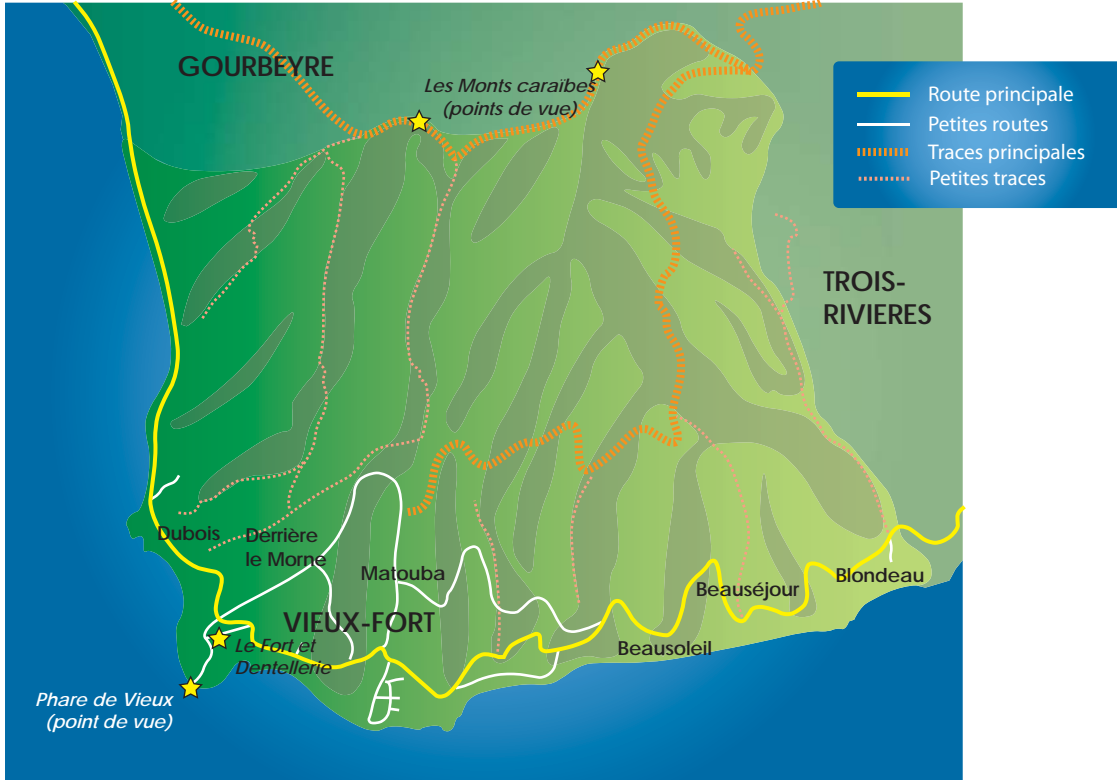 GOURBEYRE
Les Monts caraïbes
(points de vue)
Route principale
Petites routes
Traces principales
Petites traces
TROIS-
RIVIERES
Dubois
Derrière
le Morne
Matouba
VIEUX-FORT
Le Fort et
Dentellerie
Phare de Vieux
(point de vue)
Beausoleil
Beauséjour
Blondeau